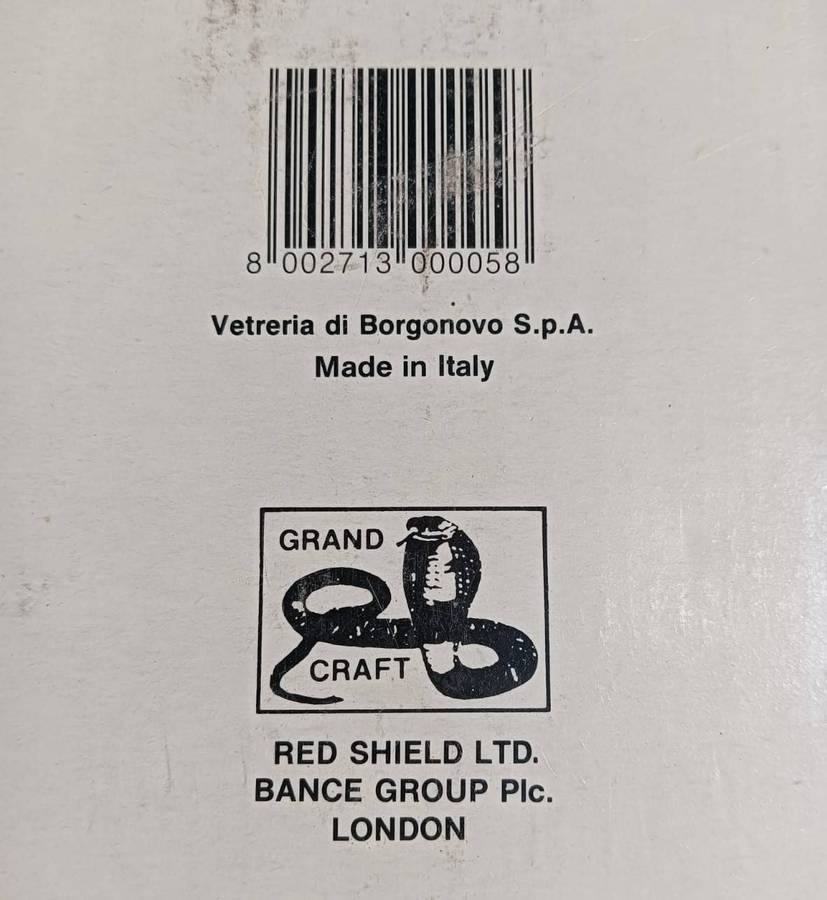 8 002713 000058
Vetreria di Borgonovo S.p.A.
Made in Italy
GRAND
CRAFT
RED SHIELD LTD.
BANCE GROUP Plc.
LONDON